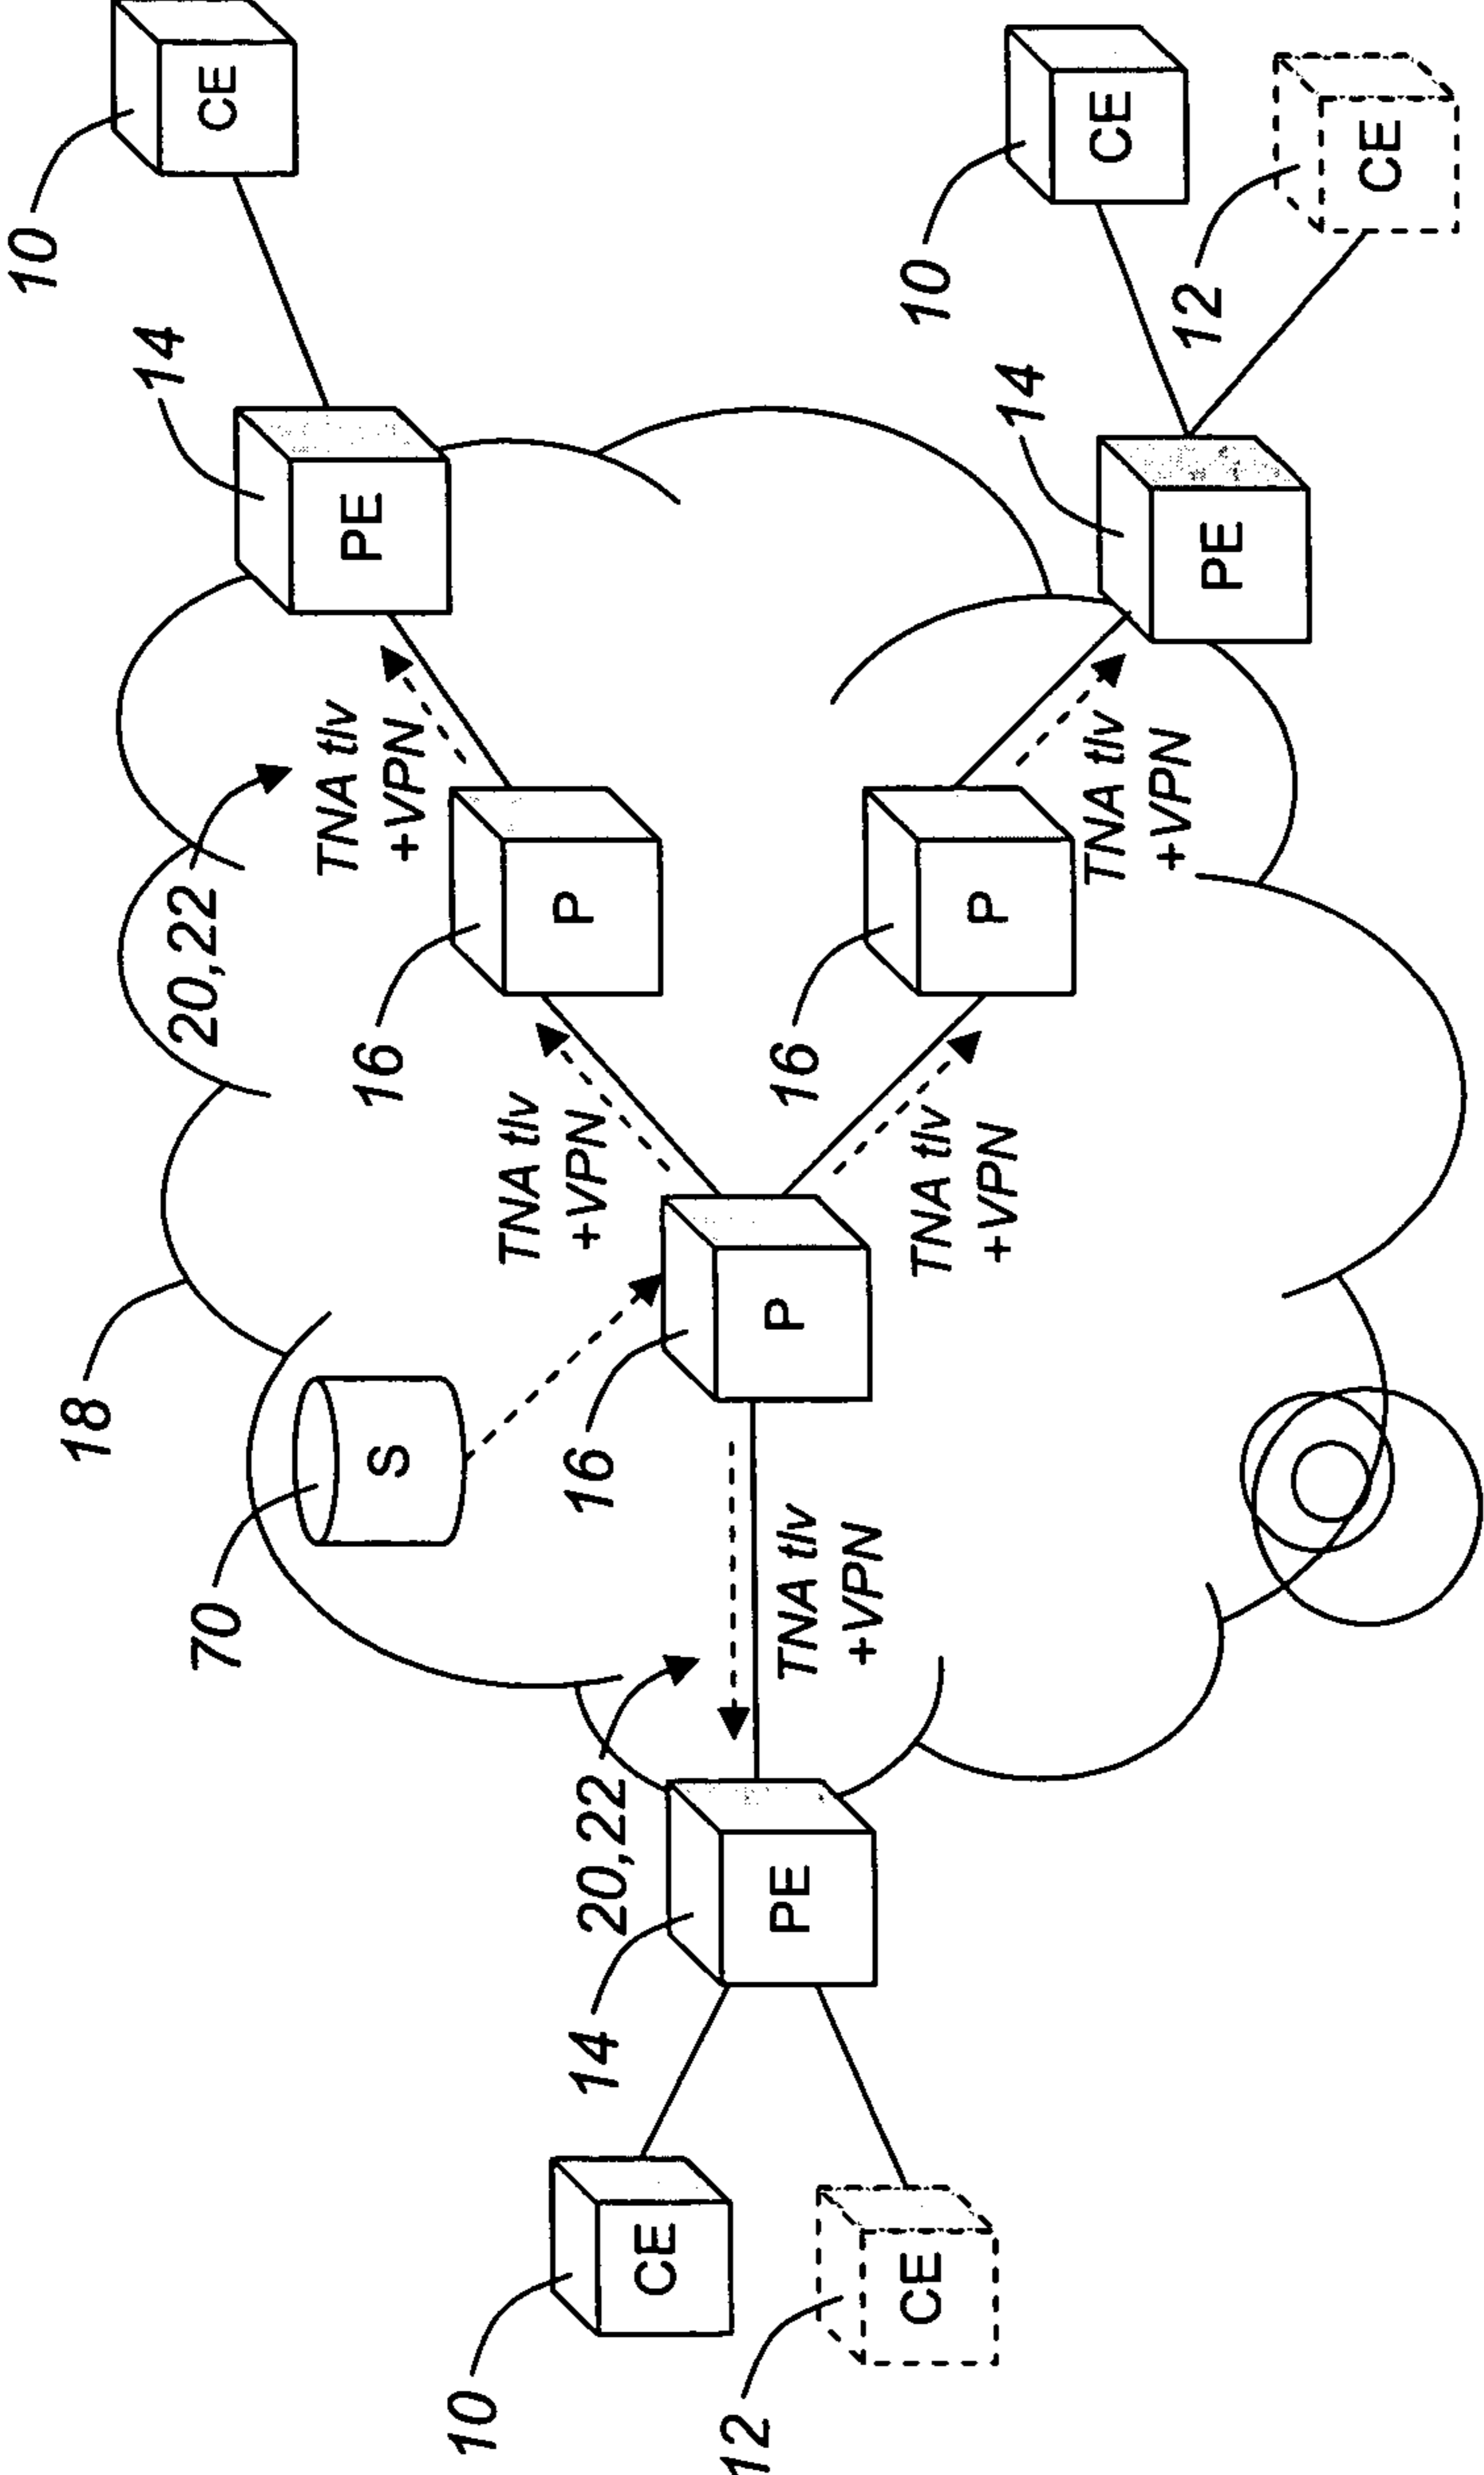 10
18
14
20,22
CE
70
TNA tlv
+VPN
PE
16
S
10
TNA tlv
+VPN
P
16
14
20,22
CE
12
P
PE
16
TNA tlv
+VPN
CE
10
TNA tlv
+VPN
P
14
TNA tlv
+VPN
CE
12
PE
CE